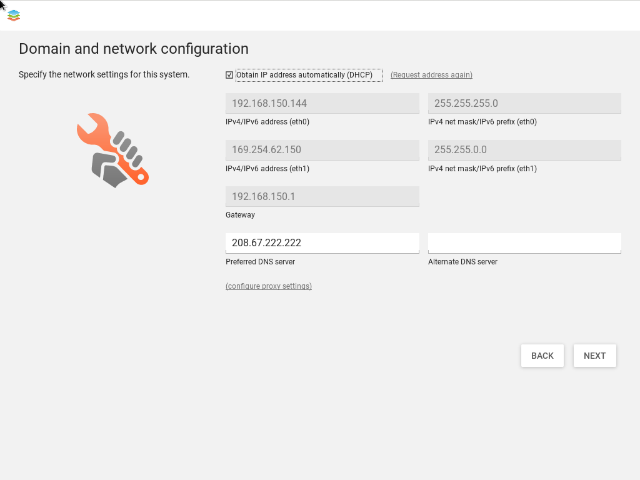 Domain and network configuration
Specify the network settings for this system.
Obtain IP address automatically (DHCP)
(Request address again)
192.168.150.144
255.255.255.0
IPv4/IPv6 address (eth0)
IPv4 net mask/IPv6 prefix (eth0)
169.254.62.150
255.255.0.0
IPv4/IPv6 address (eth1)
IPv4 net mask/IPv6 prefix (eth1)
192.168.150.1
Gateway
208.67.222.222
Preferred DNS server
Alternate DNS server
(configure proxy settings)
BACK
NEXT